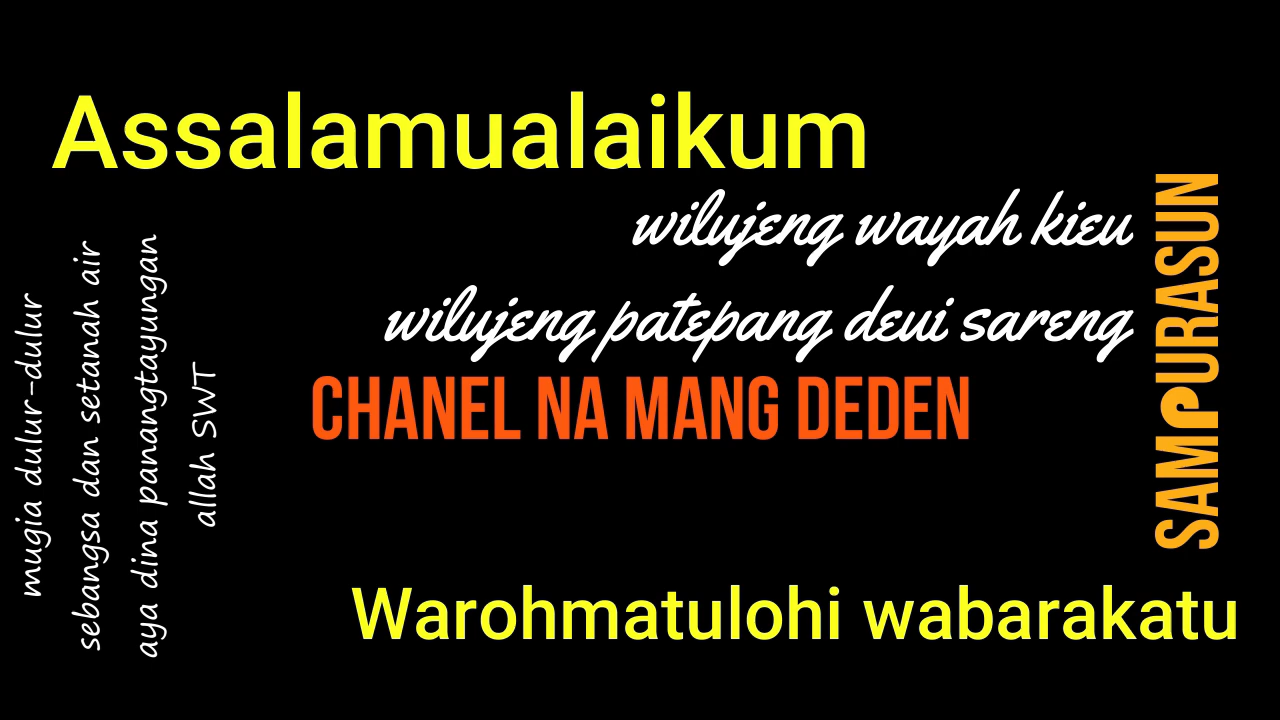 Assalamualaikum
wilujeng wayah kieu
wilujeng patepang deui sareng
CHANEL NA MANG DEDEN
SAMPURASUN
mugia dulur-dulur
sebangsa dan setanah air
aya dina panangtayungan
allah SWT
Warohmatulohi wabarakatu